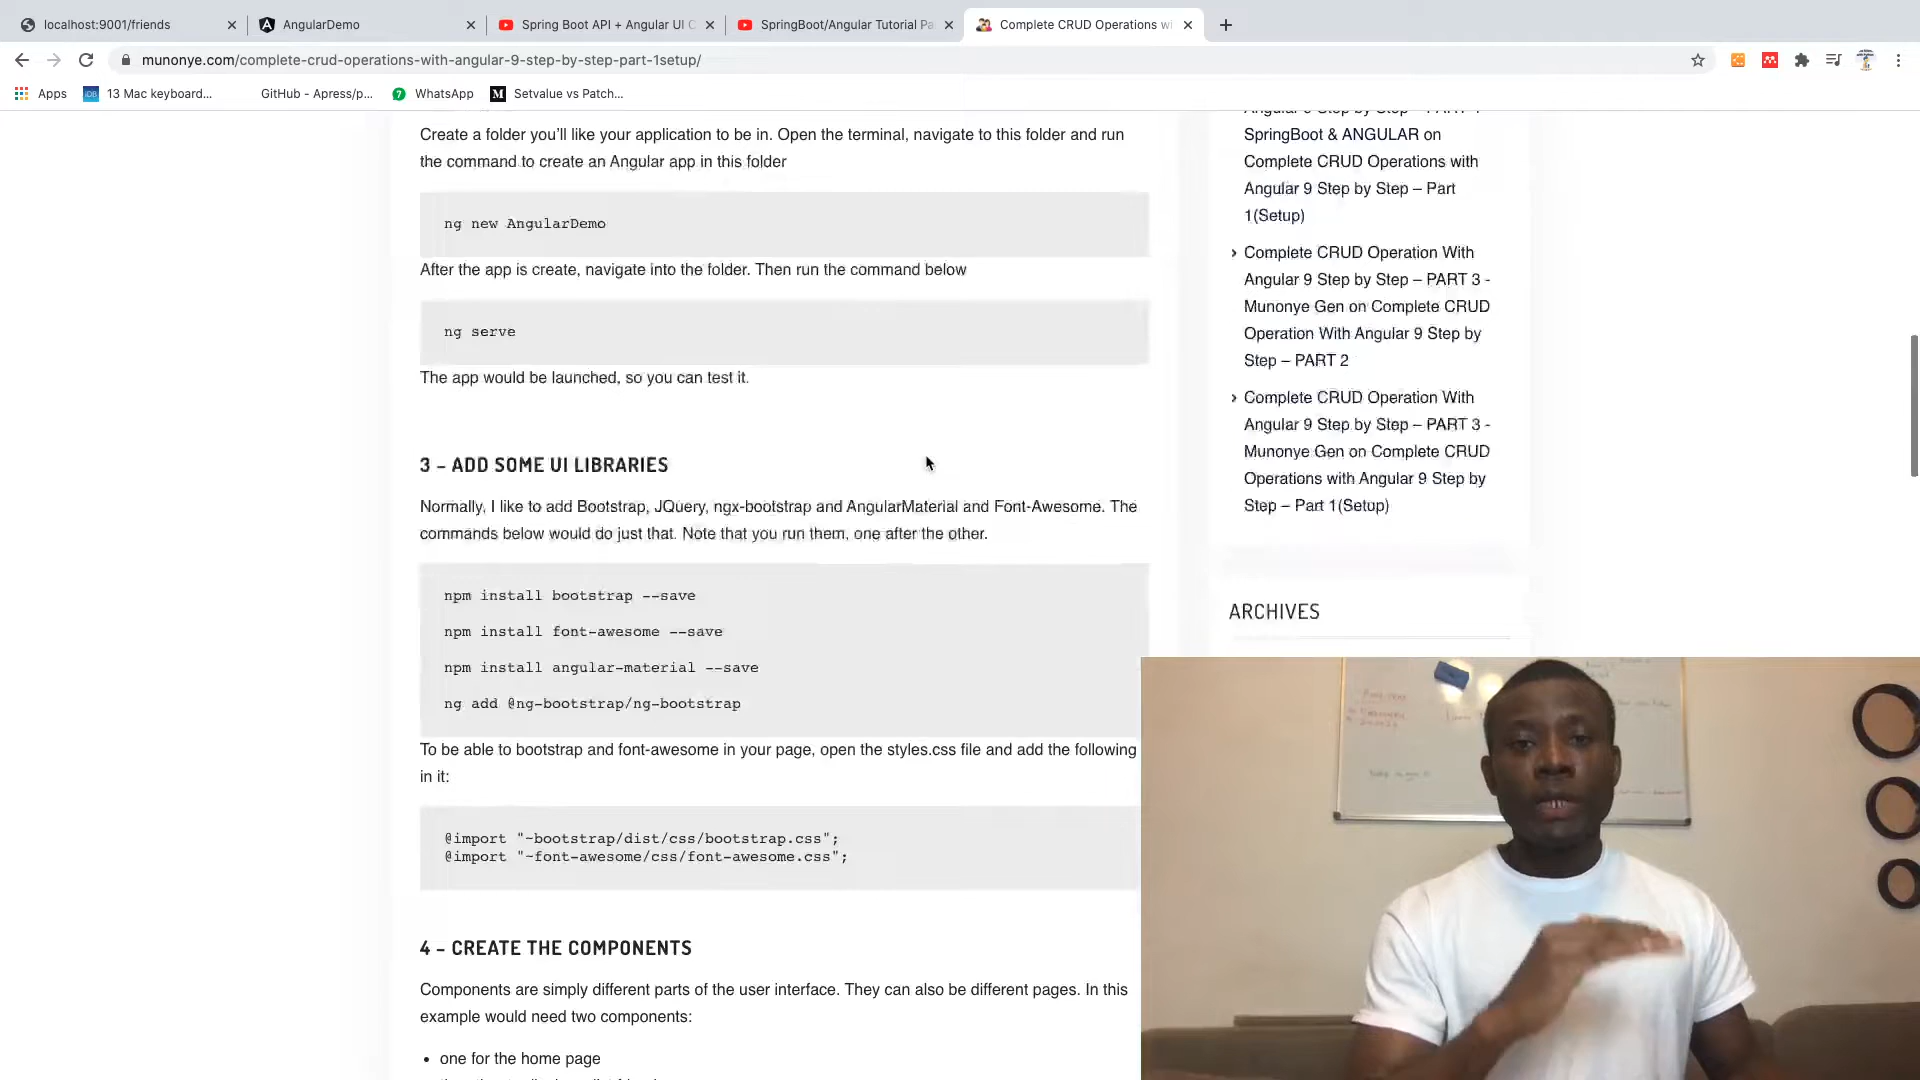 localhost:9001/friends
AngularDemo
Spring Boot API + Angular UI C
SpringBoot/Angular Tutorial Pa
Complete CRUD Operations wi
munonye.com/complete-crud-operations-with-angular-9-step-by-step-part-1setup/
Apps
13 Mac keyboard...
GitHub - Apress/p...
WhatsApp
Setvalue vs Patch...
Create a folder you'll like your application to be in. Open the terminal, navigate to this folder and run
the command to create an Angular app in this folder
ng new AngularDemo
After the app is create, navigate into the folder. Then run the command below
ng serve
The app would be launched, so you can test it.
3 – ADD SOME UI LIBRARIES
Normally, I like to add Bootstrap, JQuery, ngx-bootstrap and AngularMaterial and Font-Awesome. The
commands below would do just that. Note that you run them, one after the other.
npm install bootstrap --save
npm install font-awesome --save
npm install angular-material --save
ng add @ng-bootstrap/ng-bootstrap
To be able to bootstrap and font-awesome in your page, open the styles.css file and add the following
in it:
@import "~bootstrap/dist/css/bootstrap.css";
@import "~font-awesome/css/font-awesome.css";
4 – CREATE THE COMPONENTS
Components are simply different parts of the user interface. They can also be different pages. In this
example would need two components:
• one for the home page
SpringBoot & ANGULAR on
Complete CRUD Operations with
Angular 9 Step by Step – Part
1(Setup)
Complete CRUD Operation With
Angular 9 Step by Step – PART 3 -
Munonye Gen on Complete CRUD
Operation With Angular 9 Step by
Step – PART 2
Complete CRUD Operation With
Angular 9 Step by Step – PART 3 -
Munonye Gen on Complete CRUD
Operations with Angular 9 Step by
Step – Part 1(Setup)
ARCHIVES